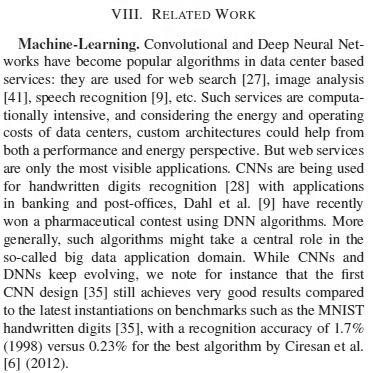 VIII. RELATED WORK
Machine-Learning. Convolutional and Deep Neural Net-
works have become popular algorithms in data center based
services: they are used for web search [27], image analysis
[41], speech recognition [9], etc. Such services are computa-
tionally intensive, and considering the energy and operating
costs of data centers, custom architectures could help from
both a performance and energy perspective. But web services
are only the most visible applications. CNNs are being used
for handwritten digits recognition [28] with applications
in banking and post-offices, Dahl et al. [9] have recently
won a pharmaceutical contest using DNN algorithms. More
generally, such algorithms might take a central role in the
so-called big data application domain. While CNNs and
DNNs keep evolving, we note for instance that the first
CNN design [35] still achieves very good results compared
to the latest instantiations on benchmarks such as the MNIST
handwritten digits [35], with a recognition accuracy of 1.7%
(1998) versus 0.23% for the best algorithm by Ciresan et al.
[6] (2012).